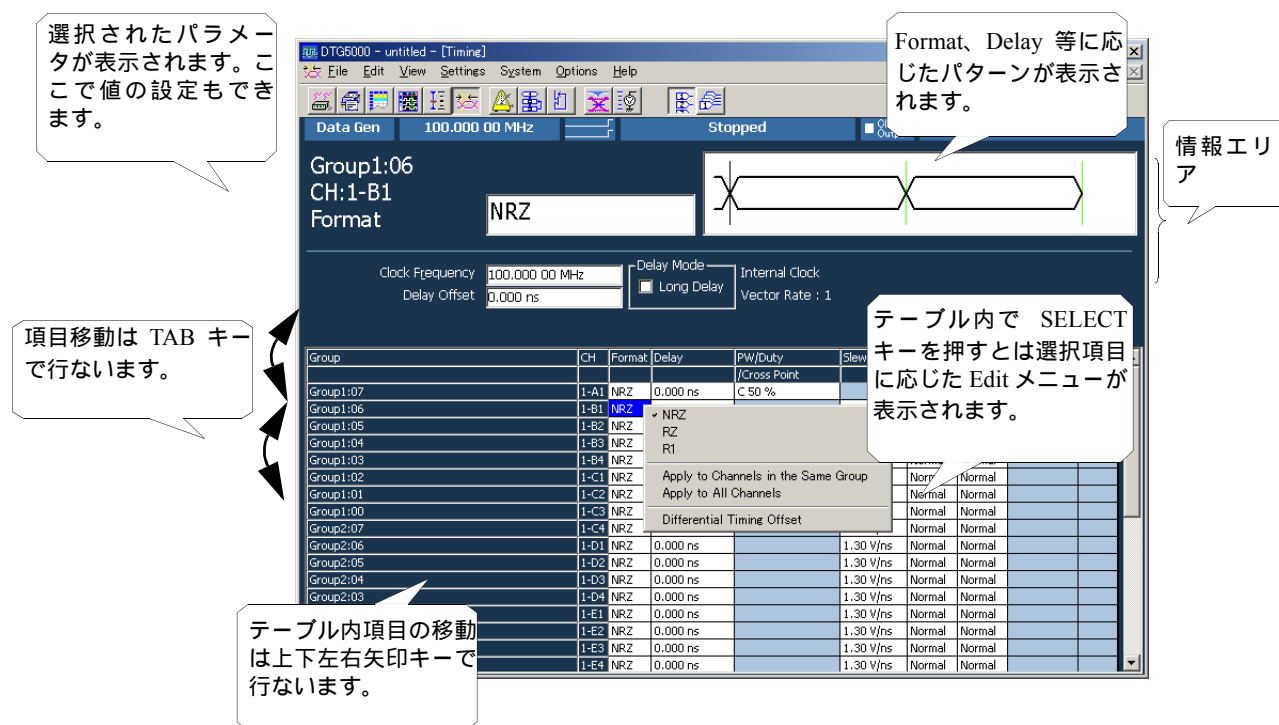 選択されたパラメー
タが表示されます。こ
こで値の設定もでき
ます。
Format、Delay 等に応
じたパターンが表示さ
れます。
情報エリ
ア
項目移動は TAB キー
で行ないます。
テーブル内で SELECT
キーを押すとは選択項目
に応じた Edit メニューが
表示されます。
テーブル内項目の移動
は上下左右矢印キーで
行ないます。
DTG5000 - untitled - [Timing]
File Edit View Settings System Options Help
Data Gen 100.000 00 MHz Stopped
Group1:06
CH:1-B1
Format NRZ
Clock Frequency 100.000 00 MHz Delay Mode Internal Clock
Delay Offset 0.000 ns Long Delay Vector Rate : 1
Group CH Format Delay PW/Duty Slew
/Cross Point
Group1:07 1-A1 NRZ 0.000 ns C 50 %
Group1:06 1-B1 NRZ
Group1:05 1-B2 NRZ
Group1:04 1-B3 NRZ
Group1:03 1-B4 NRZ Normal Normal
Group1:02 1-C1 NRZ Normal Normal
Group1:01 1-C2 NRZ Normal Normal
Group1:00 1-C3 NRZ Normal Normal
Group2:07 1-C4 NRZ Normal Normal
NRZ
RZ
R1
Apply to Channels in the Same Group
Apply to All Channels
Differential Timing Offset
Group2:06 1-D1 NRZ 0.000 ns 1.30 V/ns Normal Normal
Group2:05 1-D2 NRZ 0.000 ns 1.30 V/ns Normal Normal
Group2:04 1-D3 NRZ 0.000 ns 1.30 V/ns Normal Normal
Group2:03 1-D4 NRZ 0.000 ns 1.30 V/ns Normal Normal
1-E1 NRZ 0.000 ns 1.30 V/ns Normal Normal
1-E2 NRZ 0.000 ns 1.30 V/ns Normal Normal
1-E3 NRZ 0.000 ns 1.30 V/ns Normal Normal
1-E4 NRZ 0.000 ns 1.30 V/ns Normal Normal